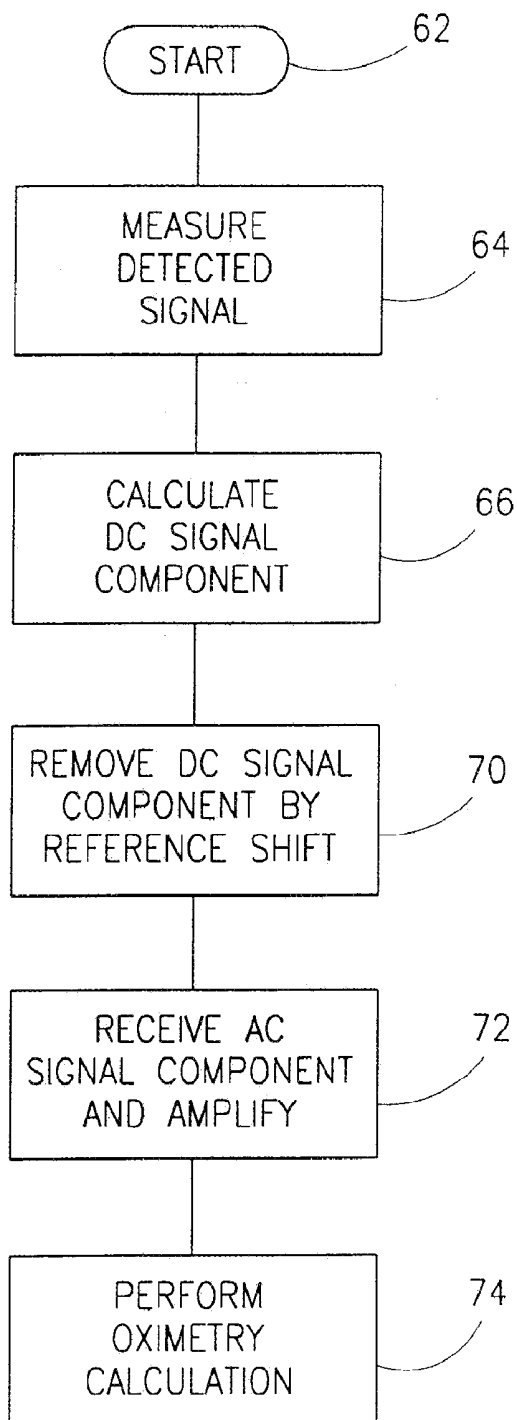 START
62
MEASURE
DETECTED
SIGNAL
64
CALCULATE
DC SIGNAL
COMPONENT
66
REMOVE DC SIGNAL
COMPONENT BY
REFERENCE SHIFT
70
RECEIVE AC
SIGNAL COMPONENT
AND AMPLIFY
72
PERFORM
OXIMETRY
CALCULATION
74